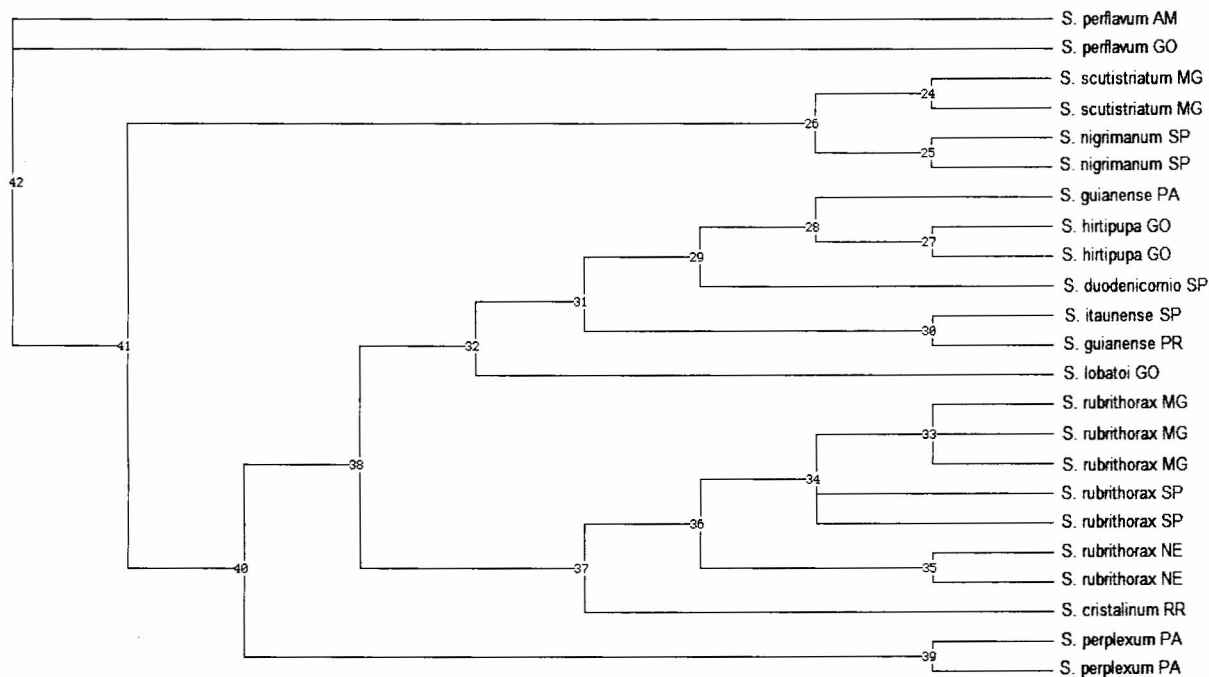 S. perflavum AM
S. perflavum GO
S. scutistriatum MG
24
S. scutistriatum MG
26
S. nigrimanum SP
25
S. nigrimanum SP
42
S. guianense PA
28
S. hirtipupa GO
27
S. hirtipupa GO
29
S. duodenicornio SP
31
S. itaunense SP
30
S. guianense PR
41
32
S. lobatoi GO
S. rubrithorax MG
33
S. rubrithorax MG
38
S. rubrithorax MG
34
S. rubrithorax SP
36
S. rubrithorax SP
S. rubrithorax NE
40
37
35
S. rubrithorax NE
S. cristalinum RR
S. perplexum PA
39
S. perplexum PA